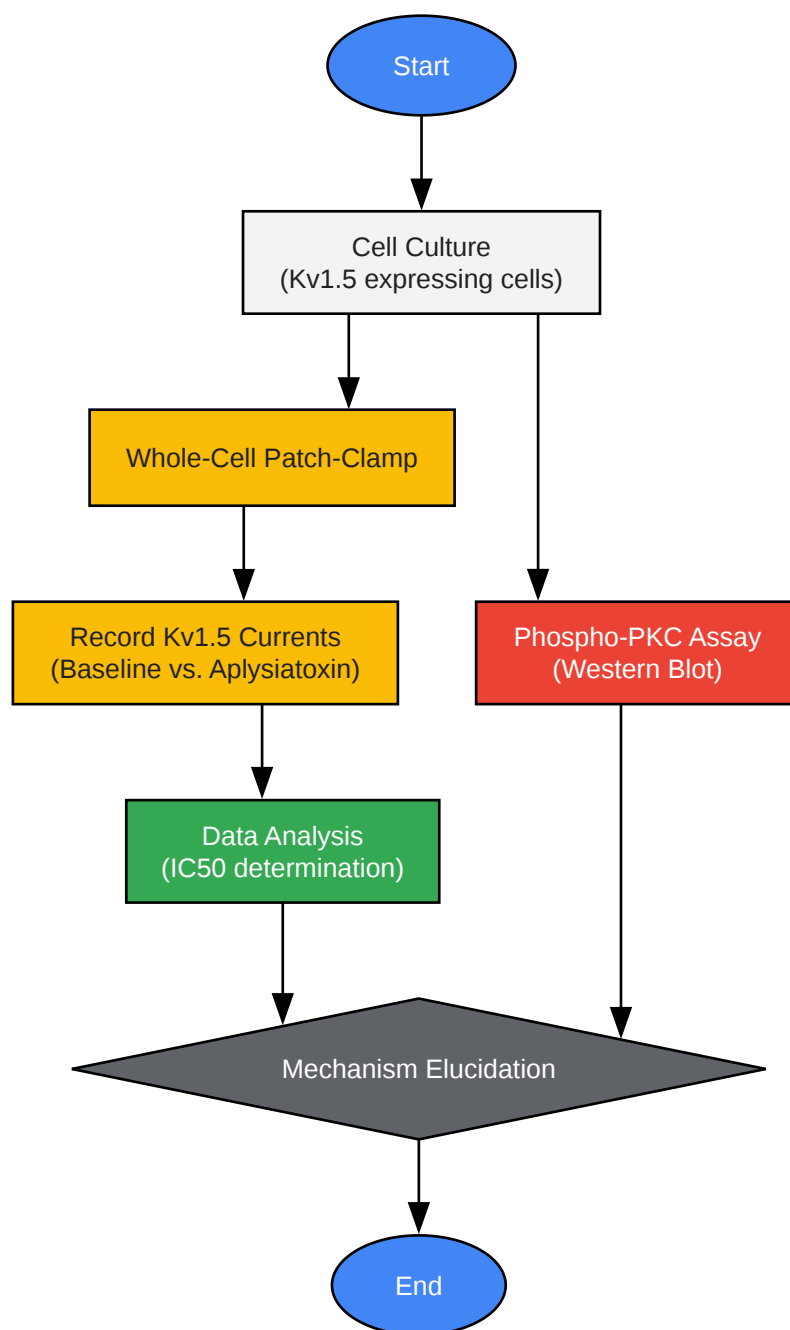 Start
Cell Culture
(Kv1.5 expressing cells)
Whole-Cell Patch-Clamp
Record Kv1.5 Currents
(Baseline vs. Aplysiatoxin)
Phospho-PKC Assay
(Western Blot)
Data Analysis
(IC50 determination)
Mechanism Elucidation
End